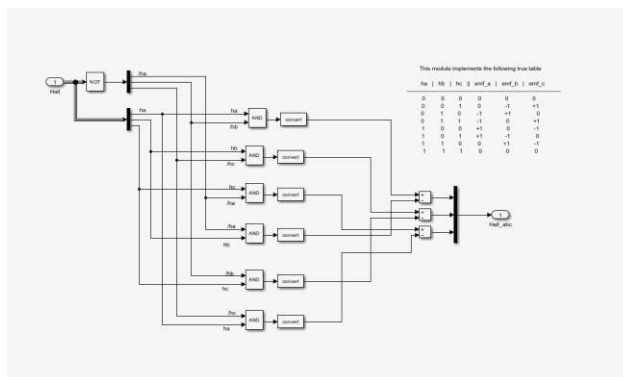 This module implements the following true table
ha | hb | hc || emf_a | emf_b | emf_c
0 0 0 0 0 0
0 0 1 0 -1 +1
0 1 0 -1 +1 0
0 1 1 -1 0 +1
1 0 0 +1 0 -1
1 0 1 +1 -1 0
1 1 0 0 +1 -1
1 1 1 0 0 0
1
Hall
NOT
/ha
ha
ha
/hb
AND
convert
hb
/hc
AND
convert
hc
/ha
AND
convert
/ha
hb
AND
convert
/hb
hc
AND
convert
/hc
ha
AND
convert
+
−
+
−
+
−
1
Hall_abc